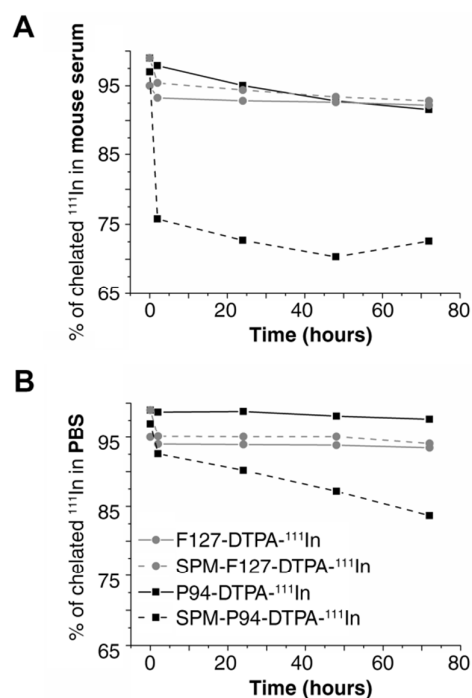 A
% of chelated ¹¹¹In in mouse serum
95
85
75
65
0
20
40
60
80
Time (hours)
B
% of chelated ¹¹¹In in PBS
95
85
75
65
F127-DTPA-¹¹¹In
SPM-F127-DTPA-¹¹¹In
P94-DTPA-¹¹¹In
SPM-P94-DTPA-¹¹¹In
0
20
40
60
80
Time (hours)